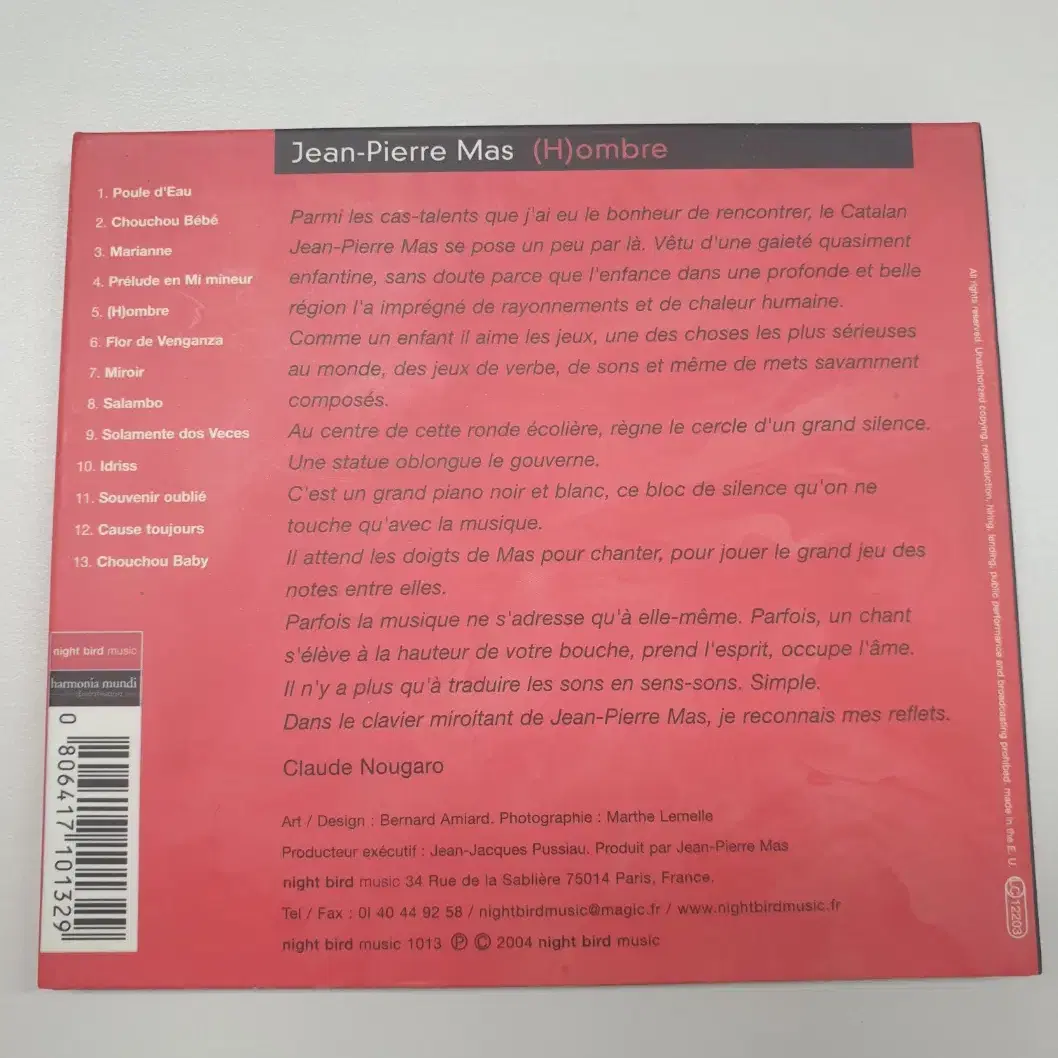 Jean-Pierre Mas (H)ombre
1. Poule d'Eau
2. Chouchou Bébé
3. Marianne
4. Prélude en Mi mineur
5. (H)ombre
6. Flor de Venganza
7. Miroir
8. Salambo
9. Solamente dos Veces
10. Idriss
11. Souvenir oublié
12. Cause toujours
13. Chouchou Baby
Parmi les cas-talents que j'ai eu le bonheur de rencontrer, le Catalan
Jean-Pierre Mas se pose un peu par là. Vêtu d'une gaieté quasiment
enfantine, sans doute parce que l'enfance dans une profonde et belle
région l'a imprégné de rayonnements et de chaleur humaine.
Comme un enfant il aime les jeux, une des choses les plus sérieuses
au monde, des jeux de verbe, de sons et même de mets savamment
composés.
Au centre de cette ronde écolière, règne le cercle d'un grand silence.
Une statue oblongue le gouverne.
C'est un grand piano noir et blanc, ce bloc de silence qu'on ne
touche qu'avec la musique.
Il attend les doigts de Mas pour chanter, pour jouer le grand jeu des
notes entre elles.
Parfois la musique ne s'adresse qu'à elle-même. Parfois, un chant
s'élève à la hauteur de votre bouche, prend l'esprit, occupe l'âme.
Il n'y a plus qu'à traduire les sons en sens-sons. Simple.
Dans le clavier miroitant de Jean-Pierre Mas, je reconnais mes reflets.
Claude Nougaro
Art / Design : Bernard Amiard. Photographie : Marthe Lemelle
Producteur exécutif : Jean-Jacques Pussiau. Produit par Jean-Pierre Mas
night bird music 34 Rue de la Sablière 75014 Paris, France.
Tel / Fax : 01 40 44 92 58 / nightbirdmusic@magic.fr / www.nightbirdmusic.fr
night bird music 1013 ℗ © 2004 night bird music
night bird music
harmonia mundi
0 806417 101329
All rights reserved. Unauthorized copying, reproduction, hiring, lending, public performance and broadcasting prohibited. made in the E. U. LC 12203